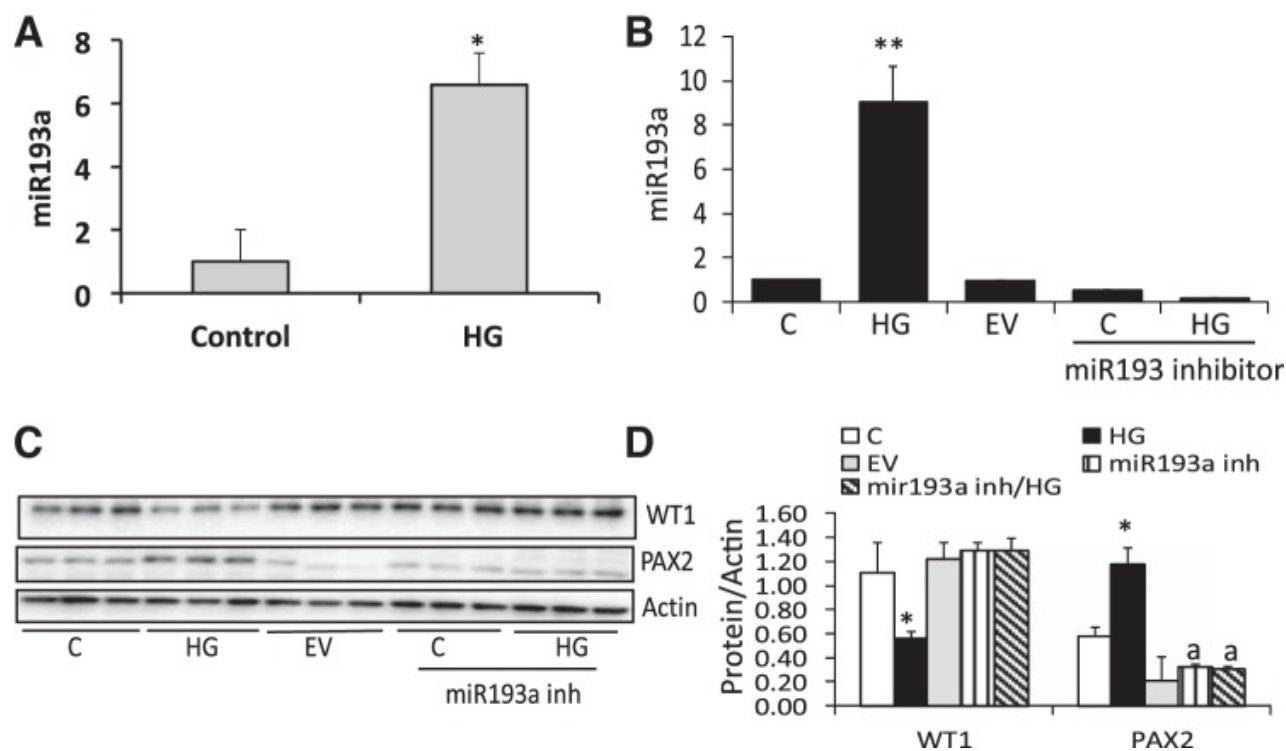 A
miR193a
8
6
4
2
0
*
Control
HG
B
miR193a
12
10
8
6
4
2
0
**
C
HG
EV
C
HG
miR193 inhibitor
C
WT1
PAX2
Actin
C
HG
EV
C
HG
miR193a inh
D
C
HG
EV
miR193a inh
mir193a inh/HG
Protein/Actin
1.60
1.40
1.20
1.00
0.80
0.60
0.40
0.20
0.00
*
*
a
a
WT1
PAX2